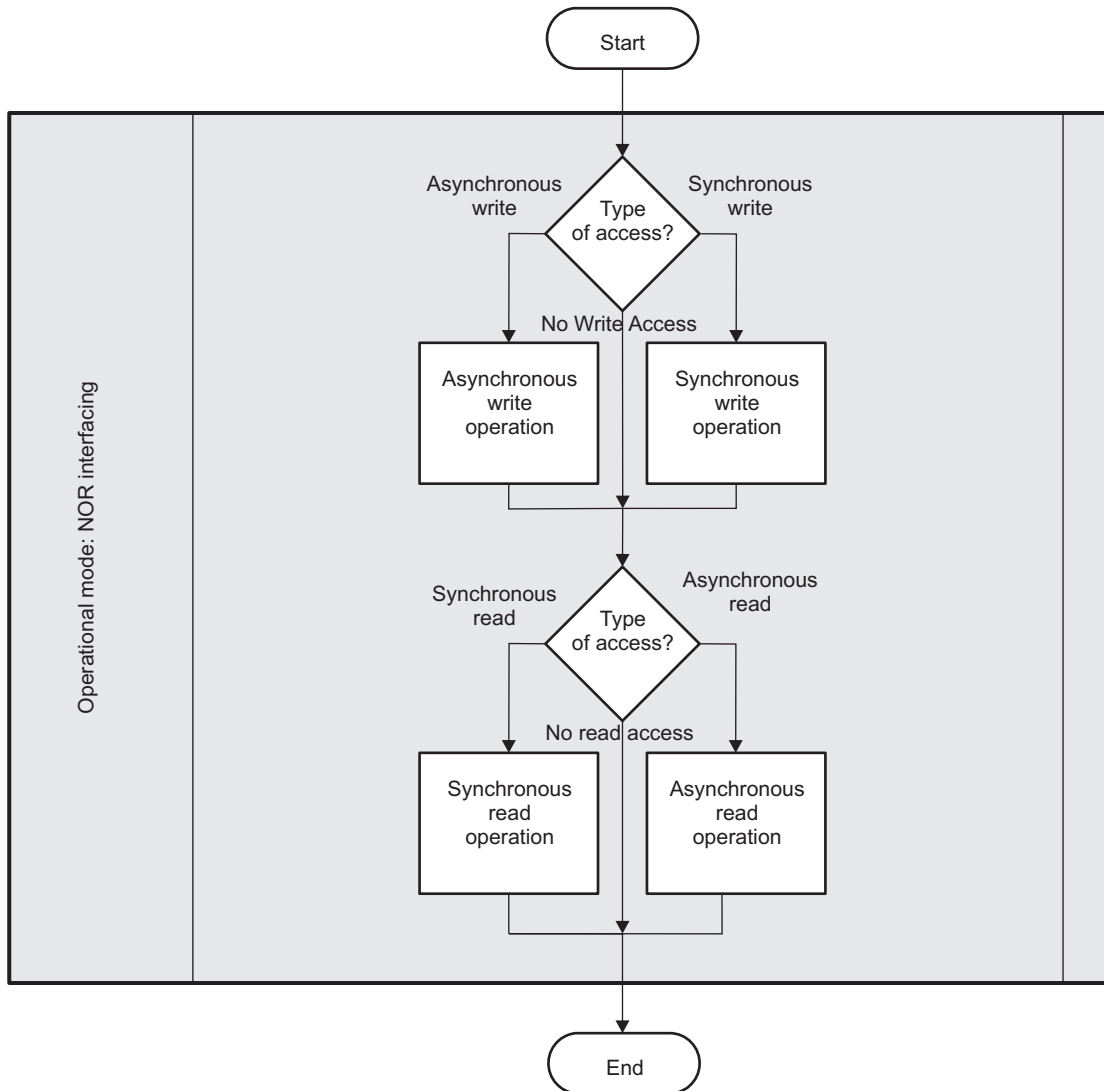 Start
Operational mode: NOR interfacing
Asynchronous
write
Synchronous
write
Type
of access?
No Write Access
Asynchronous
write
operation
Synchronous
write
operation
Synchronous
read
Asynchronous
read
Type
of access?
No read access
Synchronous
read
operation
Asynchronous
read
operation
End